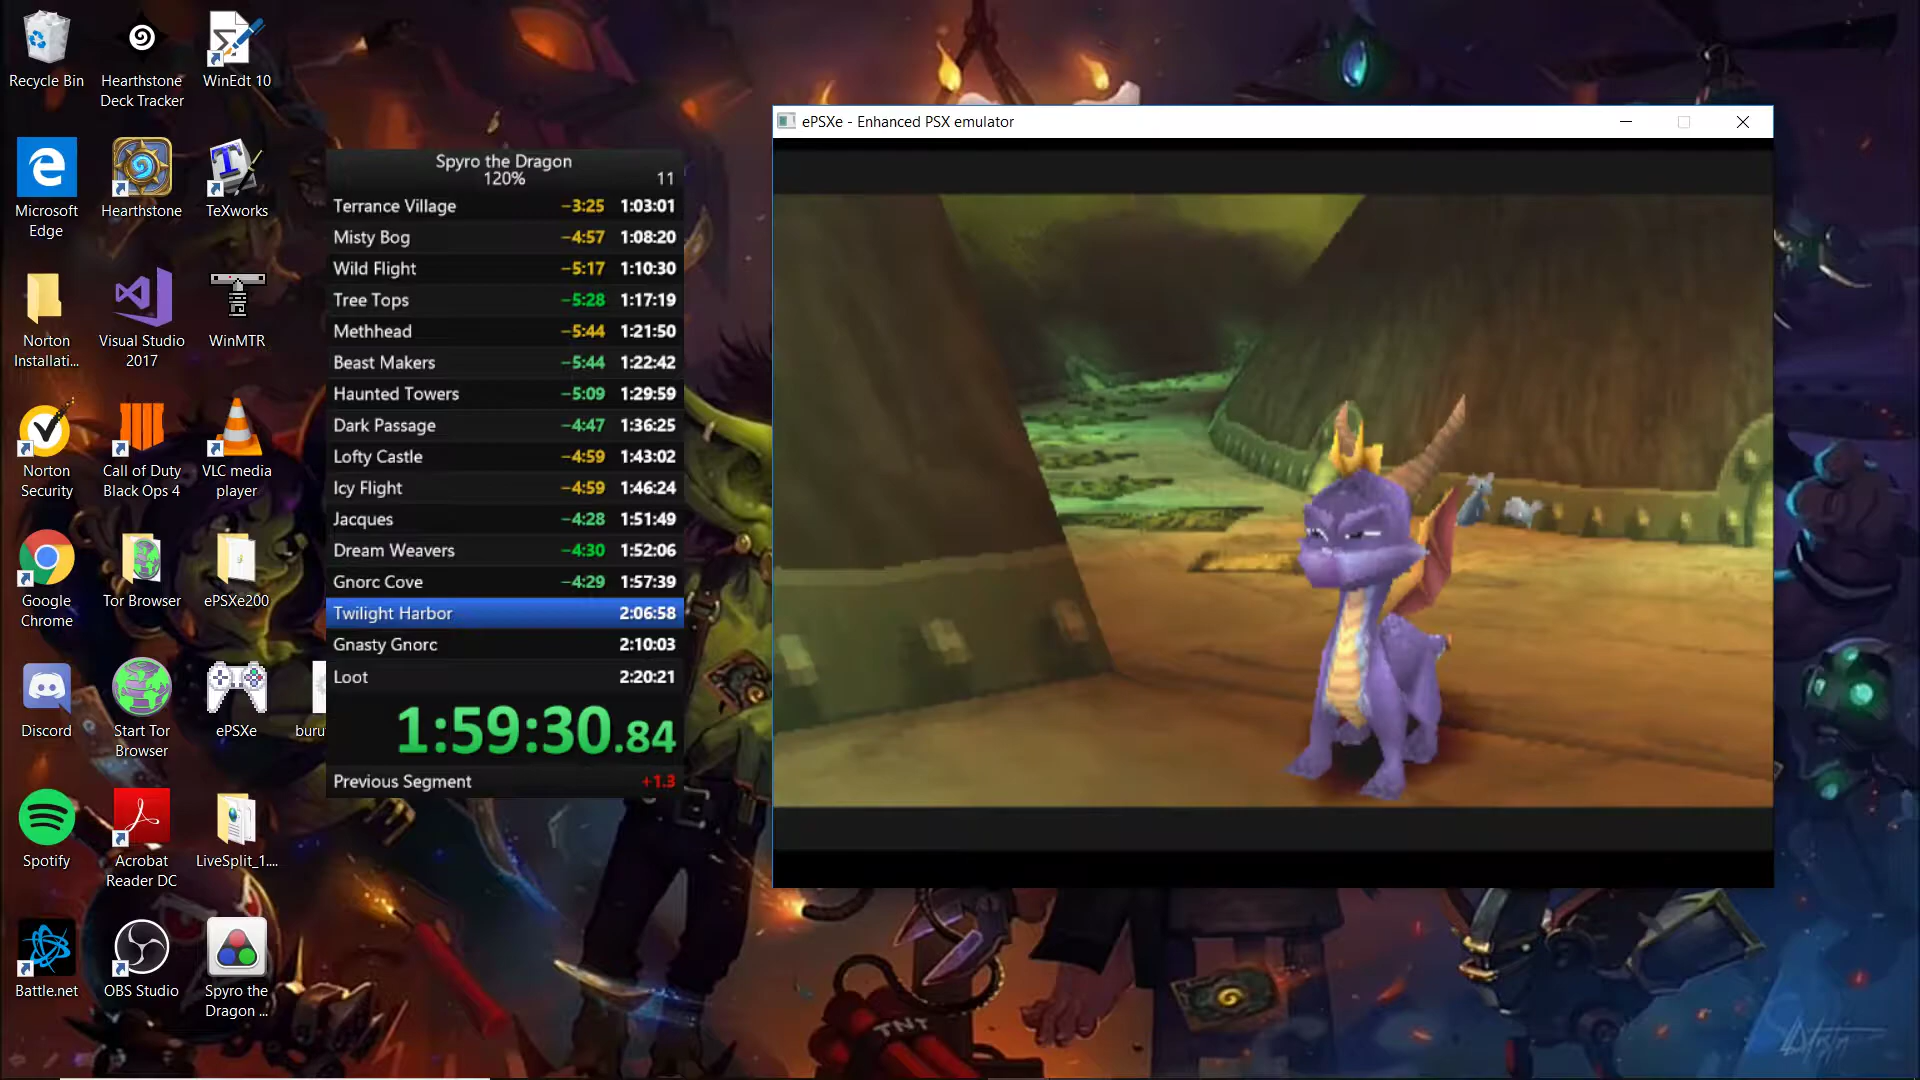 Recycle Bin
Hearthstone
Deck Tracker
WinEdt 10
Microsoft
Edge
Hearthstone
TeXworks
Norton
Installati...
Visual Studio
2017
WinMTR
Norton
Security
Call of Duty
Black Ops 4
VLC media
player
Google
Chrome
Tor Browser
ePSXe200
Discord
Start Tor
Browser
ePSXe
buru
Spotify
Acrobat
Reader DC
LiveSplit_1....
Battle.net
OBS Studio
Spyro the
Dragon ...
Spyro the Dragon
120% 11
Terrance Village −3:25 1:03:01
Misty Bog −4:57 1:08:20
Wild Flight −5:17 1:10:30
Tree Tops −5:28 1:17:19
Methhead −5:44 1:21:50
Beast Makers −5:44 1:22:42
Haunted Towers −5:09 1:29:59
Dark Passage −4:47 1:36:25
Lofty Castle −4:59 1:43:02
Icy Flight −4:59 1:46:24
Jacques −4:28 1:51:49
Dream Weavers −4:30 1:52:06
Gnorc Cove −4:29 1:57:39
Twilight Harbor 2:06:58
Gnasty Gnorc 2:10:03
Loot 2:20:21
1:59:30.84
Previous Segment +1.3
ePSXe - Enhanced PSX emulator
TNT